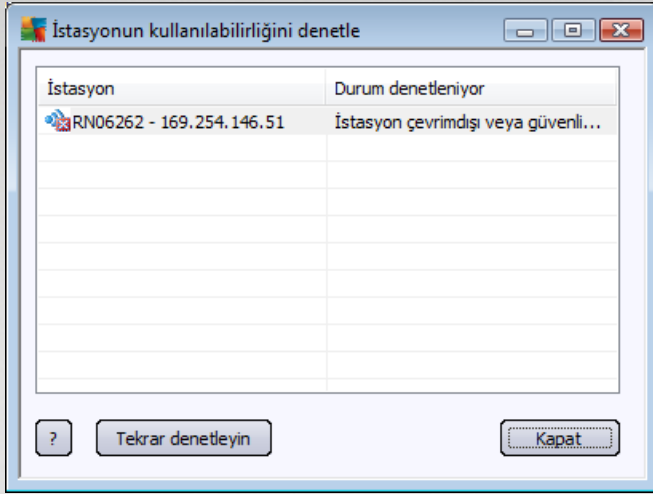 İstasyonun kullanılabilirliğini denetle
İstasyon Durum denetleniyor
RN06262 - 169.254.146.51 İstasyon çevrimdışı veya güvenli...
? Tekrar denetleyin Kapat